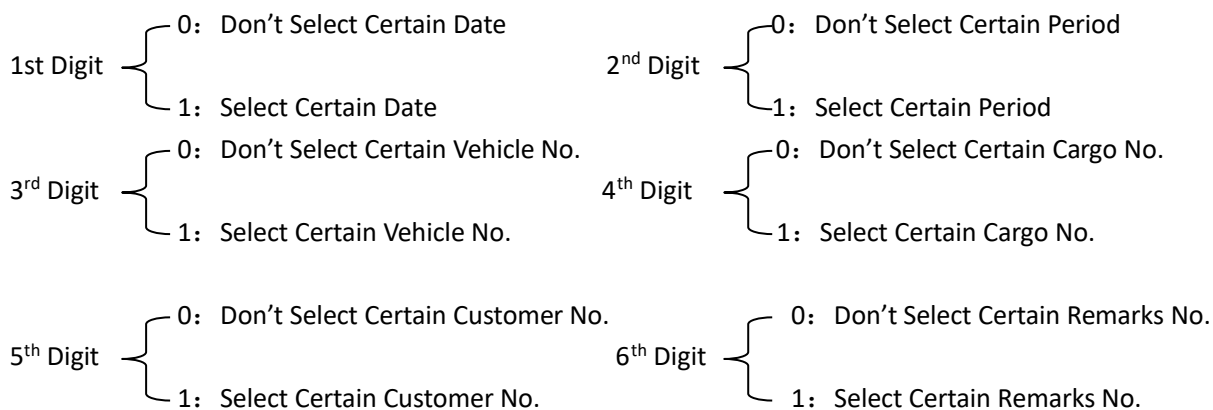 0： Don’t Select Certain Date 0： Don’t Select Certain Period
1st Digit 2nd Digit
1： Select Certain Date 1： Select Certain Period
0： Don’t Select Certain Vehicle No. 0： Don’t Select Certain Cargo No.
3rd Digit 4th Digit
1： Select Certain Vehicle No. 1： Select Certain Cargo No.
0： Don’t Select Certain Customer No. 0： Don’t Select Certain Remarks No.
5th Digit 6th Digit
1： Select Certain Customer No. 1： Select Certain Remarks No.